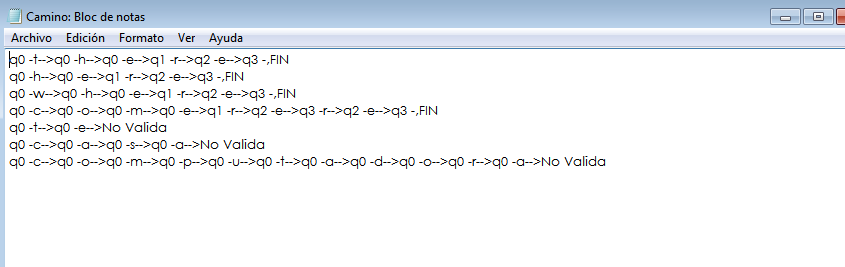 Camino: Bloc de notas
Archivo Edición Formato Ver Ayuda
q0 -t-->q0 -h-->q0 -e-->q1 -r-->q2 -e-->q3 -,FIN
q0 -h-->q0 -e-->q1 -r-->q2 -e-->q3 -,FIN
q0 -w-->q0 -h-->q0 -e-->q1 -r-->q2 -e-->q3 -,FIN
q0 -c-->q0 -o-->q0 -m-->q0 -e-->q1 -r-->q2 -e-->q3 -r-->q2 -e-->q3 -,FIN
q0 -t-->q0 -e-->No Valida
q0 -c-->q0 -a-->q0 -s-->q0 -a-->No Valida
q0 -c-->q0 -o-->q0 -m-->q0 -p-->q0 -u-->q0 -t-->q0 -a-->q0 -d-->q0 -o-->q0 -r-->q0 -a-->No Valida